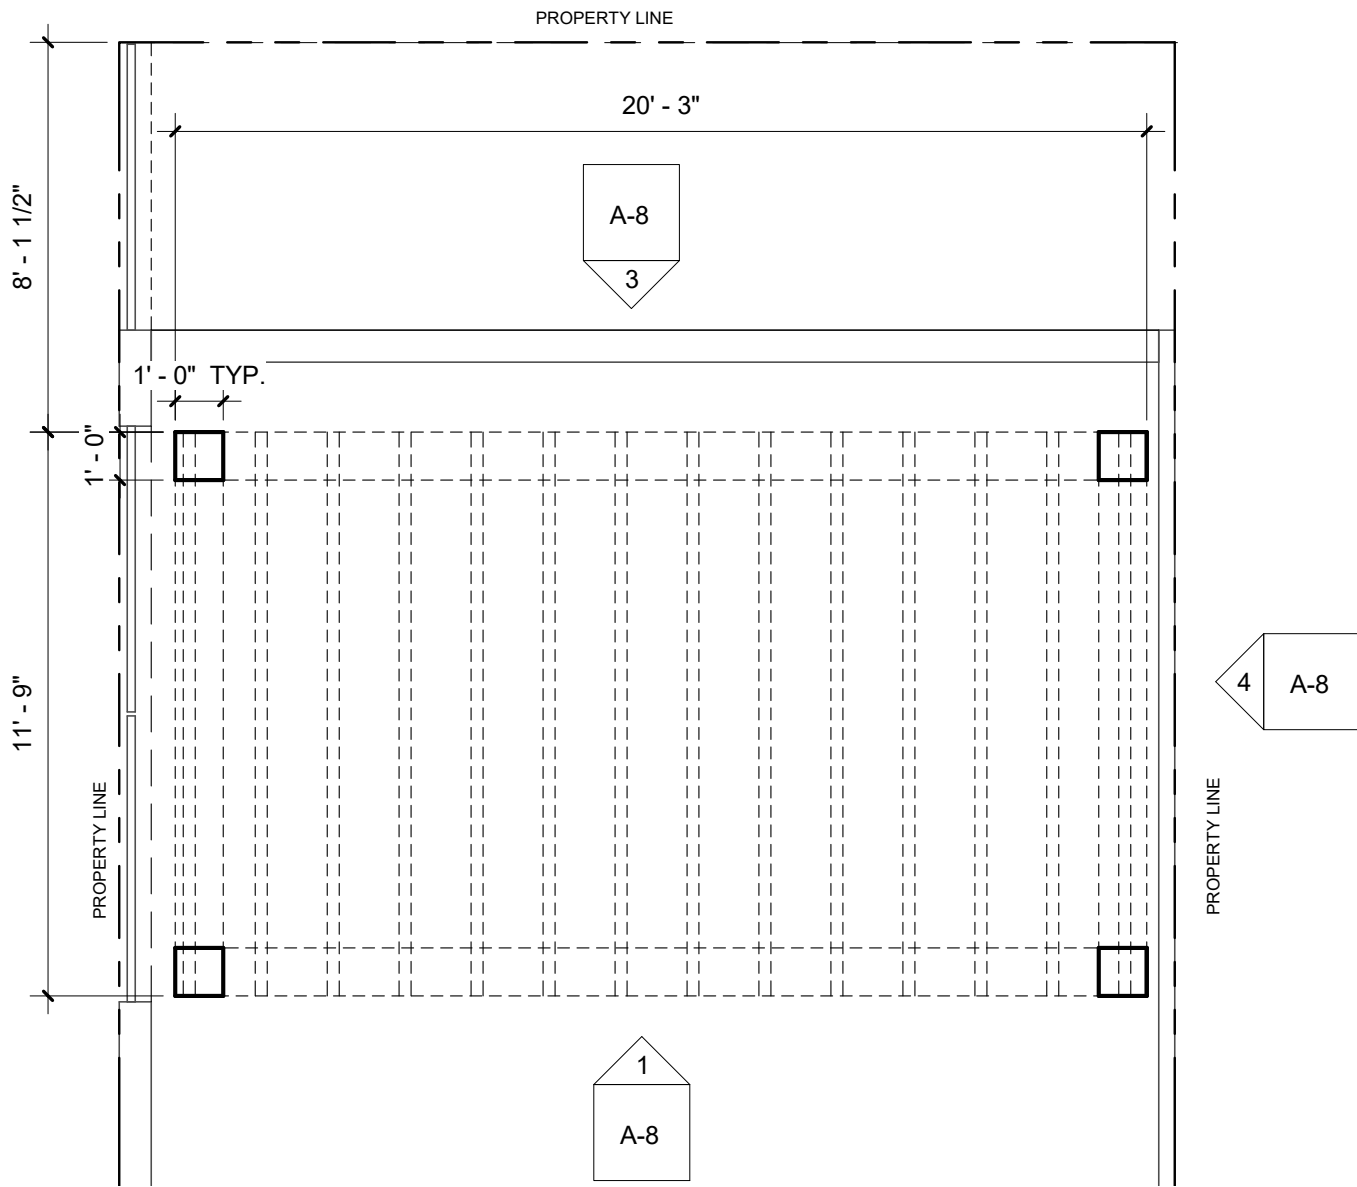 PROPERTY LINE
20' - 3"
8' - 1 1/2"
A-8
3
1' - 0" TYP.
1' - 0"
11' - 9"
4
A-8
PROPERTY LINE
PROPERTY LINE
1
A-8